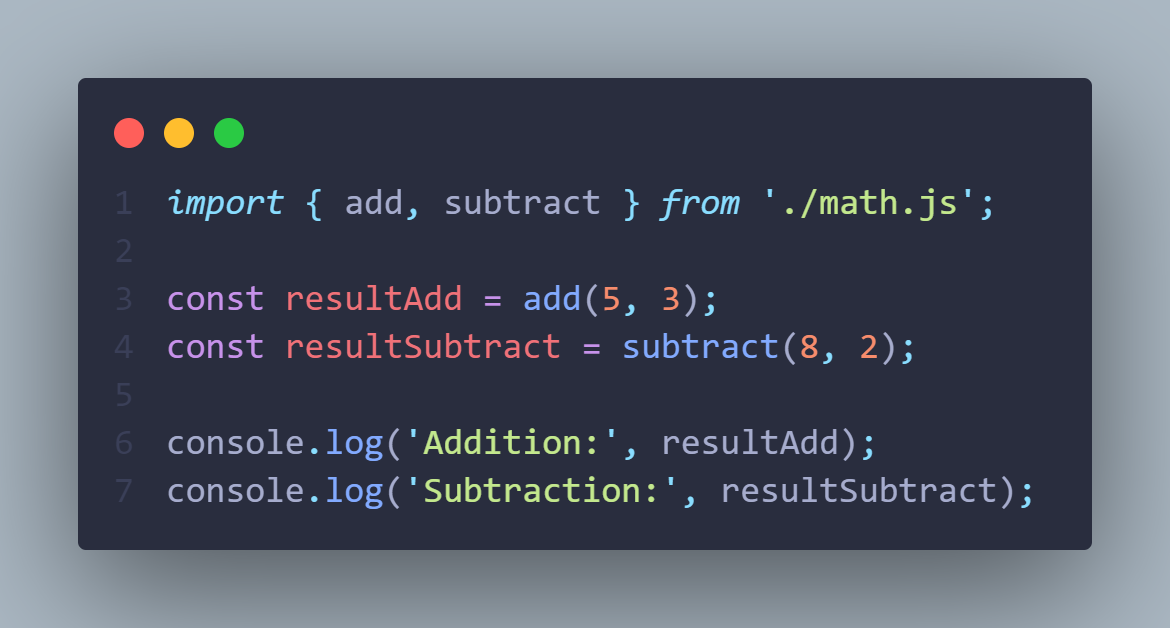 1 import { add, subtract } from './math.js';
2
3 const resultAdd = add(5, 3);
4 const resultSubtract = subtract(8, 2);
5
6 console.log('Addition:', resultAdd);
7 console.log('Subtraction:', resultSubtract);